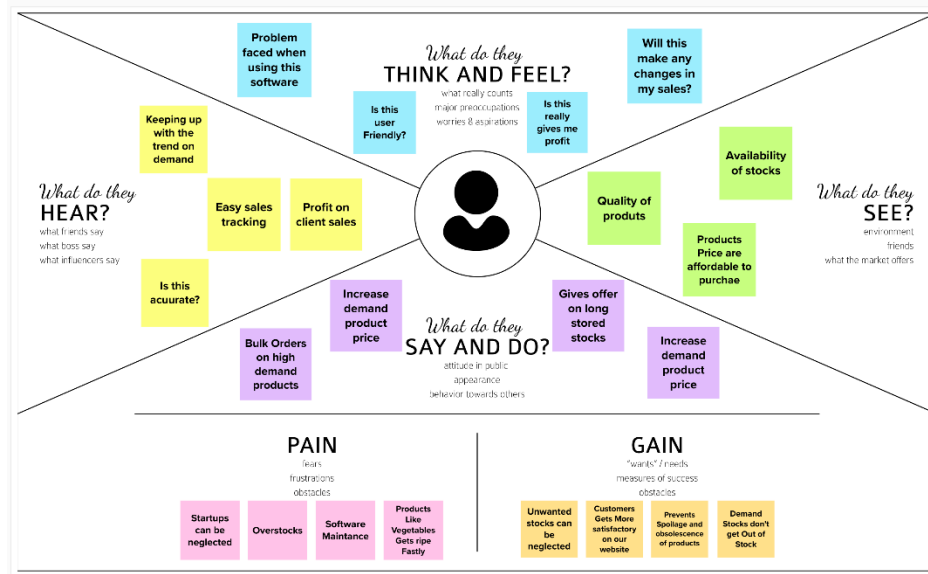 What do they
THINK AND FEEL?
what really counts
major preoccupations
worries & aspirations
Problem
faced when
using this
software
Is this
user
Friendly?
Is this
really
gives me
profit
Will this
make any
changes in
my sales?
What do they
HEAR?
what friends say
what boss say
what influencers say
Keeping up
with the
trend on
demand
Easy sales
tracking
Profit on
client sales
Is this
acuurate?
What do they
SEE?
environment
friends
what the market offers
Availability
of stocks
Quality of
produts
Products
Price are
affordable to
purchae
What do they
SAY AND DO?
attitude in public
appearance
behavior towards others
Increase
demand
product
price
Bulk Orders
on high
demand
products
Gives offer
on long
stored
stocks
Increase
demand
product
price
PAIN
fears
frustrations
obstacles
Startups
can be
neglected
Overstocks
Software
Maintance
Products
Like
Vegetables
Gets ripe
Fastly
GAIN
"wants" / needs
measures of success
obstacles
Unwanted
stocks can
be
neglected
Customers
Gets More
satisfactory
on our
website
Prevents
Spoilage and
obsolescence
of products
Demand
Stocks don't
get Out of
Stock